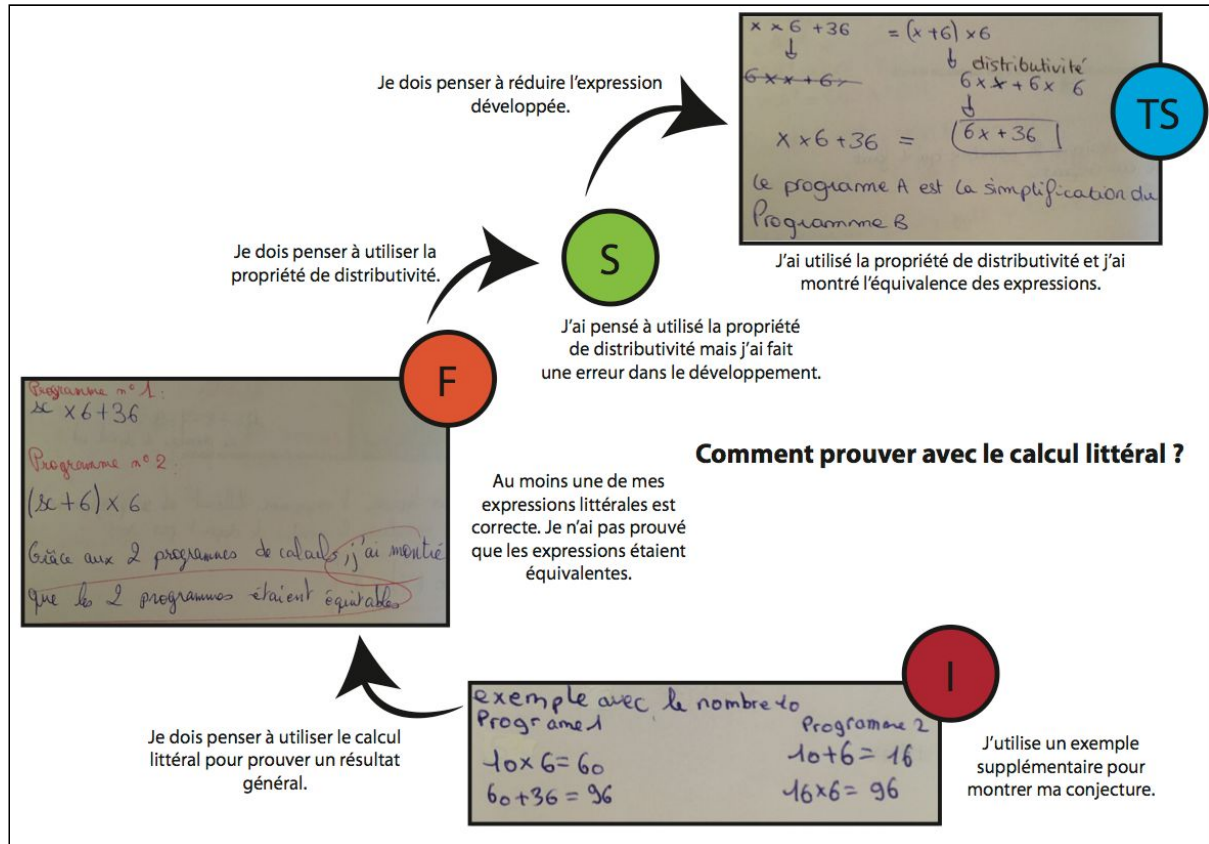 x × 6 + 36 = (x+6) × 6
↓ ↓ distributivité
6 × x + 6 × 6 × x + 6 × 6
↓
x × 6 + 36 = 6x + 36
le programe A est la simplification du
Programme B
TS
J'ai utilisé la propriété de distributivité et j'ai
montré l'équivalence des expressions.
Je dois penser à réduire l'expression
développée.
S
J'ai pensé à utilisé la propriété
de distributivité mais j'ai fait
une erreur dans le développement.
Je dois penser à utiliser la
propriété de distributivité.
F
Programme n° 1 :
x × 6 + 36
Programme n° 2 :
(x+6) × 6
Grâce aux 2 programmes de calculs, j'ai montré
que les 2 programmes étaient équitables
Au moins une de mes
expressions littérales est
correcte. Je n'ai pas prouvé
que les expressions étaient
équivalentes.
Comment prouver avec le calcul littéral ?
Je dois penser à utiliser le calcul
littéral pour prouver un résultat
général.
I
exemple avec le nombre 10
Programe 1 Programme 2
10 × 6 = 60 10 + 6 = 16
60 + 36 = 96 16 × 6 = 96
J'utilise un exemple
supplémentaire pour
montrer ma conjecture.